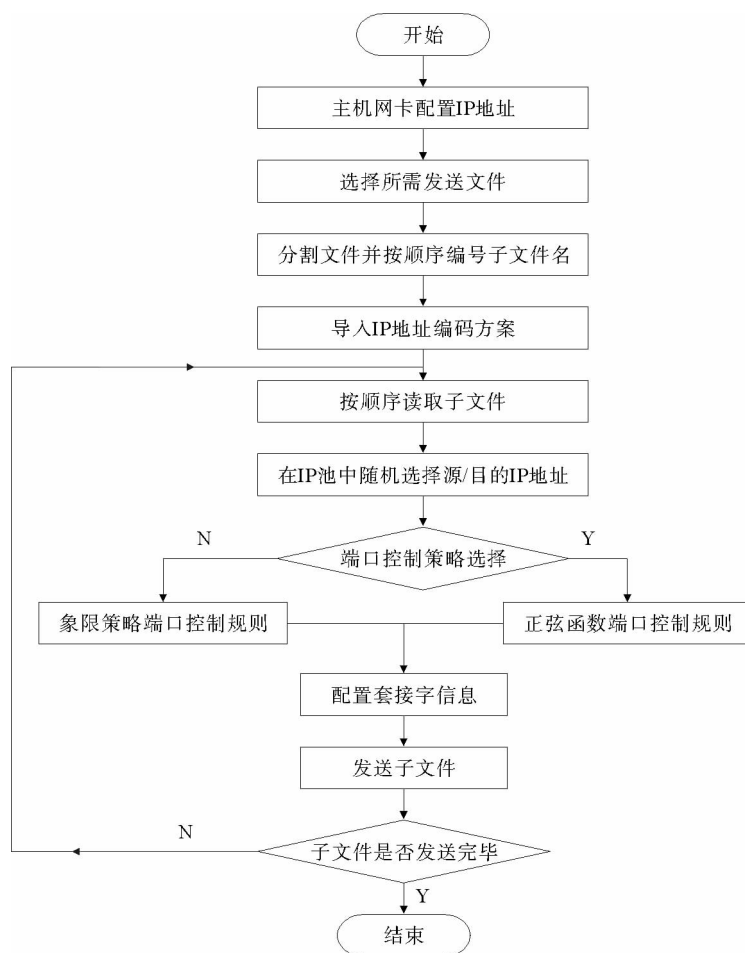 开始
主机网卡配置IP地址
选择所需发送文件
分割文件并按顺序编号子文件名
导入IP地址编码方案
按顺序读取子文件
在IP池中随机选择源/目的IP地址
N
端口控制策略选择
Y
象限策略端口控制规则
正弦函数端口控制规则
配置套接字信息
发送子文件
N
子文件是否发送完毕
Y
结束